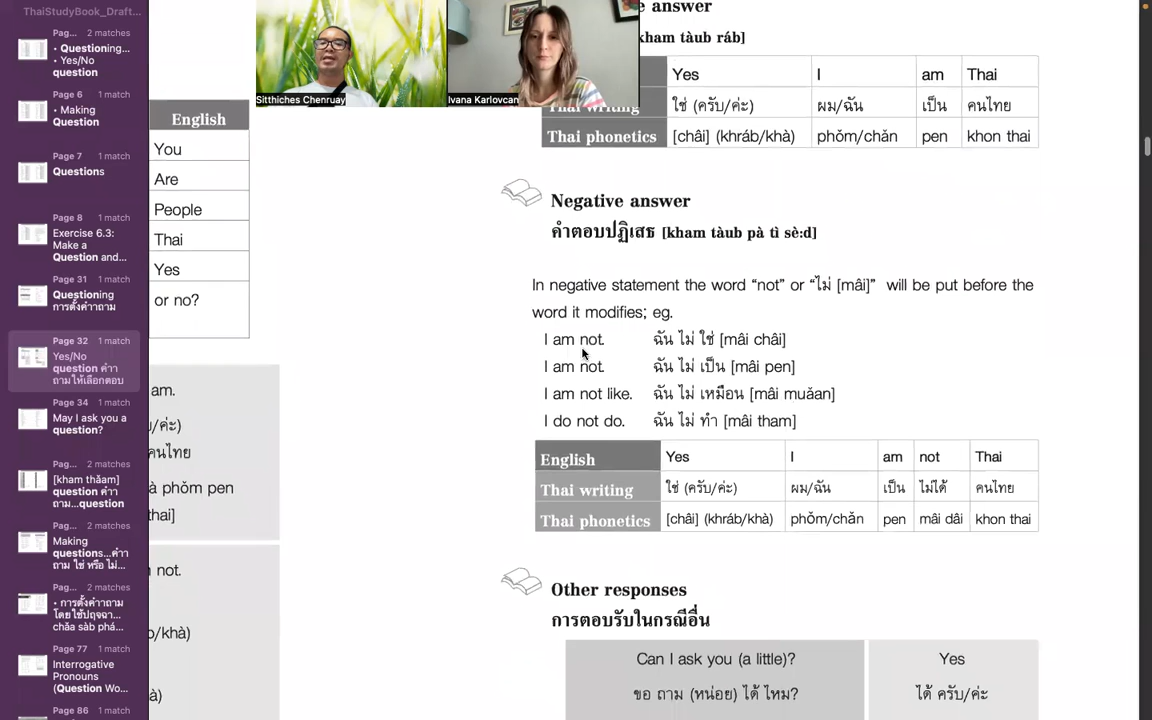 ThaiStudyBook_Draft...
Pag... 2 matches
• Questioning...
• Yes/No
question
Page 6 1 match
• Making
Question
Page 7 1 match
Questions
Page 8 1 match
Exercise 6.3:
Make a
Question and...
Page 31 1 match
Questioning
การตั้งคำาถาม
Page 32 1 match
Yes/No
question คำา
ถามให้เลือกตอบ
Page 34 1 match
May I ask you a
question?
Pag... 2 matches
[kham thăam]
question คำา
ถาม...question
Pag... 2 matches
Making
questions...คำา
ถาม ใช่ หรือ ไม่...
Pag... 2 matches
• การตั้งคำาถาม
โดยใช้ปฤจฉา...
chăa sàb phá...
Page 77 1 match
Interrogative
Pronouns
(Question Wo...
Page 86 1 match
English
You
Are
People
Thai
Yes
or no?
am.
บ/ค่ะ)
คนไทย
à phǒm pen
thai]
not.
o/khà)
à)
Sitthiches Chenruay
Ivana Karlovcan
e answer
kham tàub ráb]
Yes I am Thai
Thai writing ใช่ (ครับ/ค่ะ) ผม/ฉัน เป็น คนไทย
Thai phonetics [châi] (khráb/khà) phǒm/chǎn pen khon thai
Negative answer
คำตอบปฏิเสธ [kham tàub pà tì sè:d]
In negative statement the word “not” or “ไม่ [mâi]” will be put before the
word it modifies; eg.
I am not. ฉัน ไม่ ใช่ [mâi châi]
I am not. ฉัน ไม่ เป็น [mâi pen]
I am not like. ฉัน ไม่ เหมือน [mâi muǎan]
I do not do. ฉัน ไม่ ทำ [mâi tham]
English Yes I am not Thai
Thai writing ใช่ (ครับ/ค่ะ) ผม/ฉัน เป็น ไม่ได้ คนไทย
Thai phonetics [châi] (khráb/khà) phǒm/chǎn pen mâi dâi khon thai
Other responses
การตอบรับในกรณีอื่น
Can I ask you (a little)? Yes
ขอ ถาม (หน่อย) ได้ ไหม? ได้ ครับ/ค่ะ